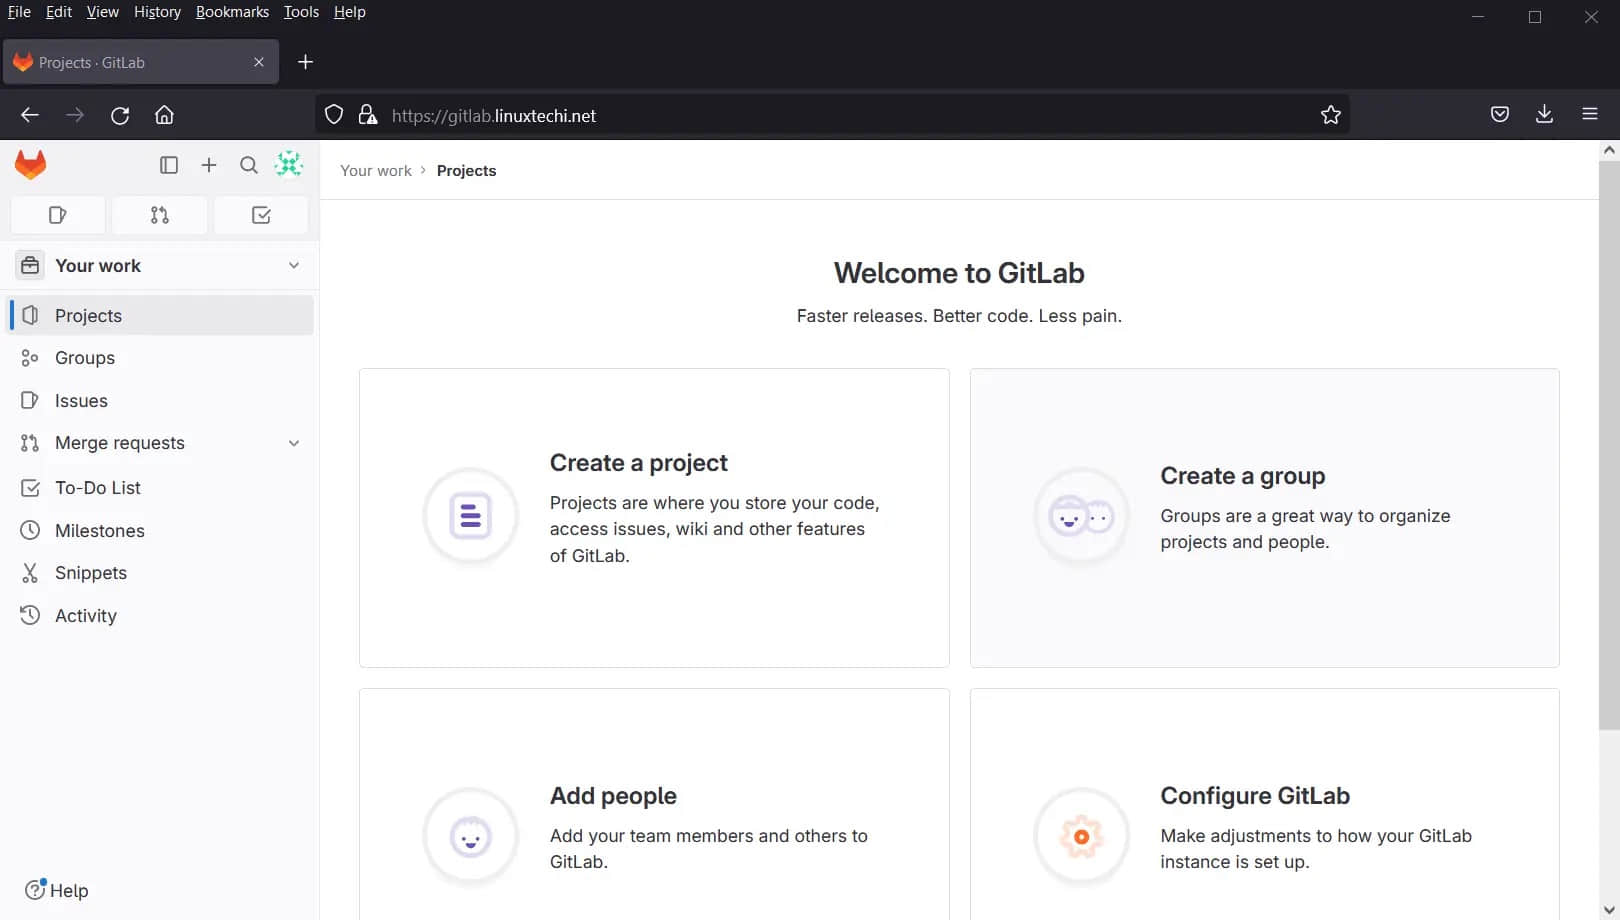 File Edit View History Bookmarks Tools Help
Projects · GitLab
https://gitlab.linuxtechi.net
Your work > Projects
Your work
Projects
Groups
Issues
Merge requests
To-Do List
Milestones
Snippets
Activity
Help
Welcome to GitLab
Faster releases. Better code. Less pain.
Create a project
Projects are where you store your code,
access issues, wiki and other features
of GitLab.
Create a group
Groups are a great way to organize
projects and people.
Add people
Add your team members and others to
GitLab.
Configure GitLab
Make adjustments to how your GitLab
instance is set up.